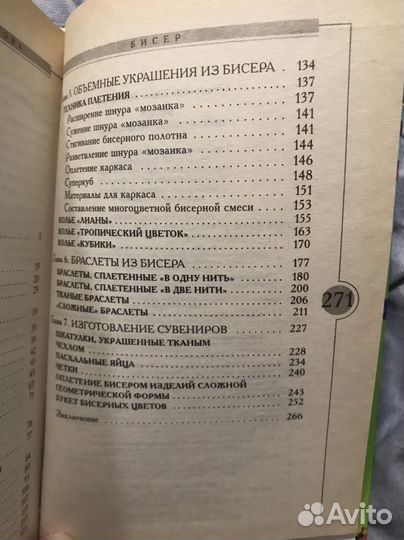 БИСЕР
5. ОБЪЕМНЫЕ УКРАШЕНИЯ ИЗ БИСЕРА 134
ТЕХНИКА ПЛЕТЕНИЯ 137
Расширение шнура «мозаика» 137
Сужение шнура «мозаика» 141
Стягивание бисерного полотна 141
Разветвление шнура «мозаика» 144
Оплетение каркаса 146
Суперкуб 148
Материалы для каркаса 151
Составление многоцветной бисерной смеси 153
КОЛЬЕ «ЛИАНЫ» 155
КОЛЬЕ «ТРОПИЧЕСКИЙ ЦВЕТОК» 163
КОЛЬЕ «КУБИКИ» 170
Глава 6. БРАСЛЕТЫ ИЗ БИСЕРА 177
БРАСЛЕТЫ, СПЛЕТЕННЫЕ «В ОДНУ НИТЬ» 180
БРАСЛЕТЫ, СПЛЕТЕННЫЕ «В ДВЕ НИТИ» 200
ТКАНЫЕ БРАСЛЕТЫ 206
«СЛОЖНЫЕ» БРАСЛЕТЫ 211
Глава 7. ИЗГОТОВЛЕНИЕ СУВЕНИРОВ 227
ШКАТУЛКИ, УКРАШЕННЫЕ ТКАНЫМ
ЧЕХЛОМ 228
ПАСХАЛЬНЫЕ ЯЙЦА 234
ЧЕТКИ 240
ОПЛЕТЕНИЕ БИСЕРОМ ИЗДЕЛИЙ СЛОЖНОЙ
ГЕОМЕТРИЧЕСКОЙ ФОРМЫ 243
БУКЕТ БИСЕРНЫХ ЦВЕТОВ 252
Заключение 266
271
Avito